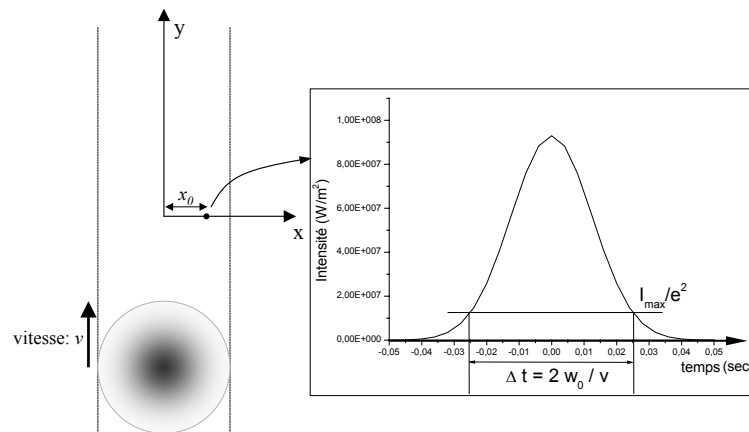 y
x₀
x
vitesse: v
Intensité (W/m²)
1,00E+008
8,00E+007
6,00E+007
4,00E+007
2,00E+007
0,00E+000
I_max/e²
-0,05 -0,04 -0,03 -0,02 -0,01 0,00 0,01 0,02 0,03 0,04 0,05
temps (sec
Δ t = 2 w₀ / v